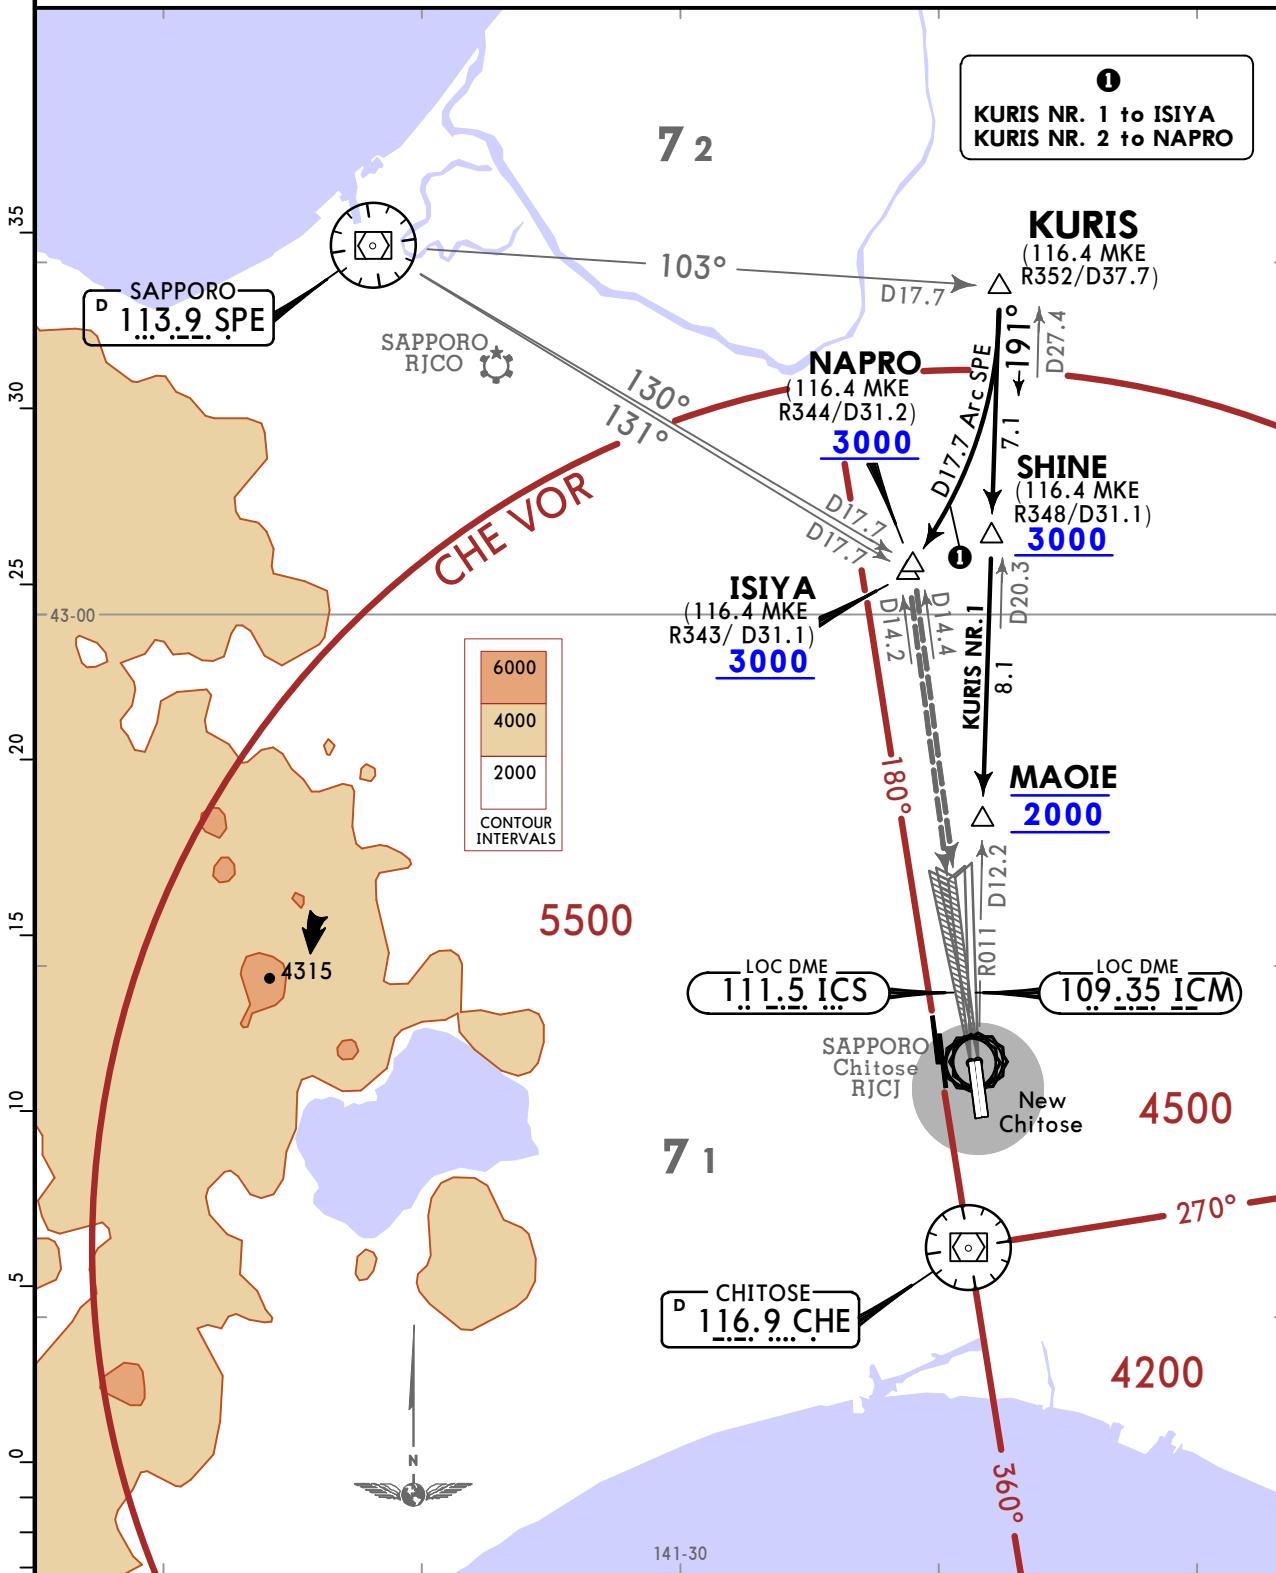 ❶
KURIS NR. 1 to ISIYA
KURIS NR. 2 to NAPRO
7 2
35
KURIS
(116.4 MKE
R352/D37.7)
103°
D17.7
SAPPORO
D 113.9 SPE
SAPPORO
RJCO
191°
D27.4
NAPRO
(116.4 MKE
R344/D31.2)
3000
130°
131°
D17.7 Arc SPE
7.1
30
SHINE
(116.4 MKE
R348/D31.1)
3000
CHE VOR
D17.7
D17.7
❶
25
ISIYA
(116.4 MKE
R343/ D31.1)
3000
D14.2
D14.4
D20.3
43-00
KURIS NR.1
8.1
6000
4000
2000
CONTOUR
INTERVALS
20
180°
MAOIE
2000
D12.2
R011
5500
15
4315
LOC DME
111.5 ICS
LOC DME
109.35 ICM
SAPPORO
Chitose
RJCJ
New
Chitose
4500
10
7 1
270°
5
CHITOSE
D 116.9 CHE
4200
0
N
360°
141-30